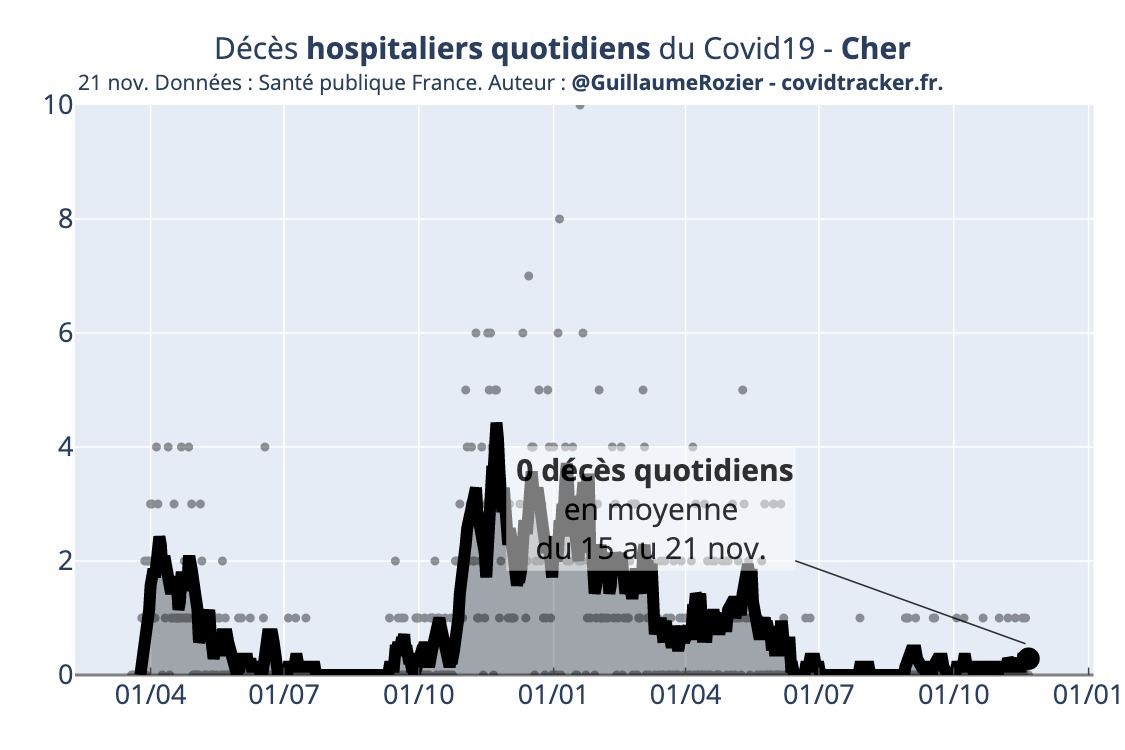 Décès hospitaliers quotidiens du Covid19 - Cher
21 nov. Données : Santé publique France. Auteur : @GuillaumeRozier - covidtracker.fr.
10
8
6
4
2
0
0 décès quotidiens
en moyenne
du 15 au 21 nov.
01/04 01/07 01/10 01/01 01/04 01/07 01/10 01/01